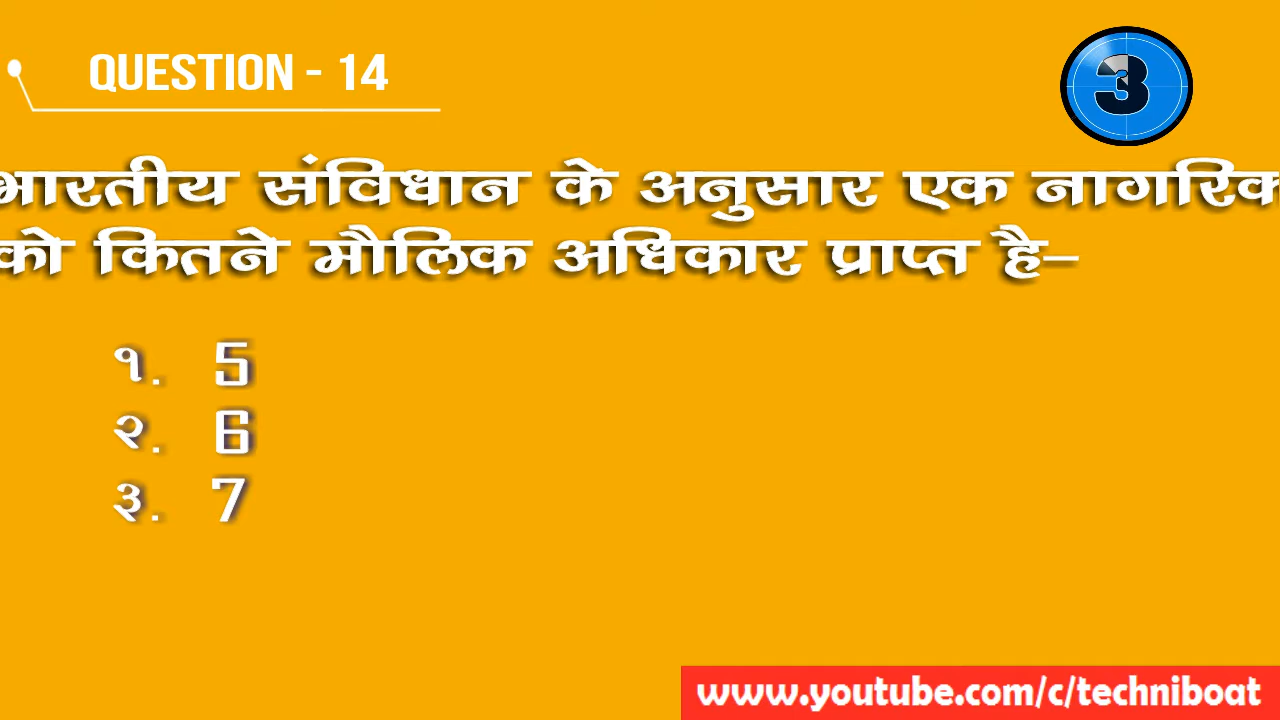 QUESTION - 14
3
भारतीय संविधान के अनुसार एक नागरिक
को कितने मौलिक अधिकार प्राप्त है–
१. 5
२. 6
३. 7
www.youtube.com/c/techniboat